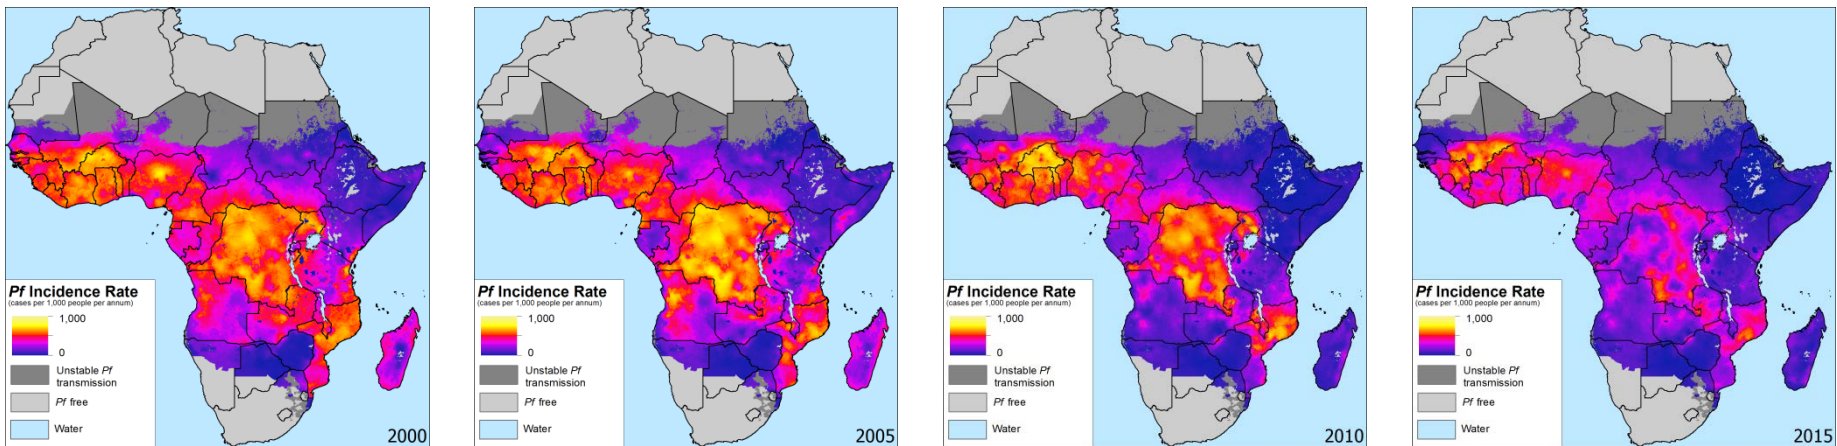 Pf Incidence Rate
(cases per 1,000 people per annum)
1,000
0
Unstable Pf
transmission
Pf free
Water
2000
Pf Incidence Rate
(cases per 1,000 people per annum)
1,000
0
Unstable Pf
transmission
Pf free
Water
2005
Pf Incidence Rate
(cases per 1,000 people per annum)
1,000
0
Unstable Pf
transmission
Pf free
Water
2010
Pf Incidence Rate
(cases per 1,000 people per annum)
1,000
0
Unstable Pf
transmission
Pf free
Water
2015